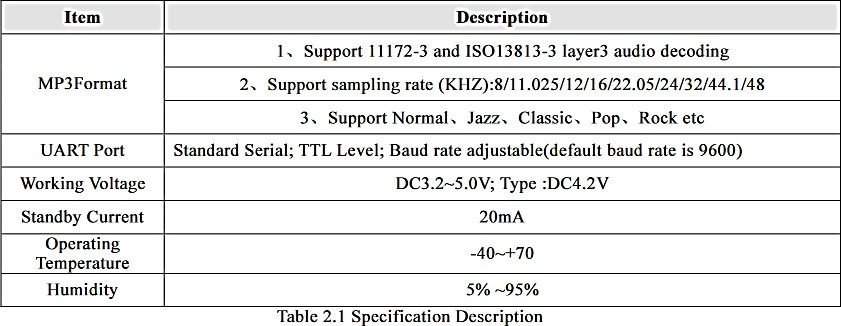 Item Description
MP3Format
1、Support 11172-3 and ISO13813-3 layer3 audio decoding
2、Support sampling rate (KHZ):8/11.025/12/16/22.05/24/32/44.1/48
3、Support Normal、Jazz、Classic、Pop、Rock etc
UART Port Standard Serial; TTL Level; Baud rate adjustable(default baud rate is 9600)
Working Voltage DC3.2~5.0V; Type :DC4.2V
Standby Current 20mA
Operating
Temperature -40~+70
Humidity 5% ~95%
Table 2.1 Specification Description